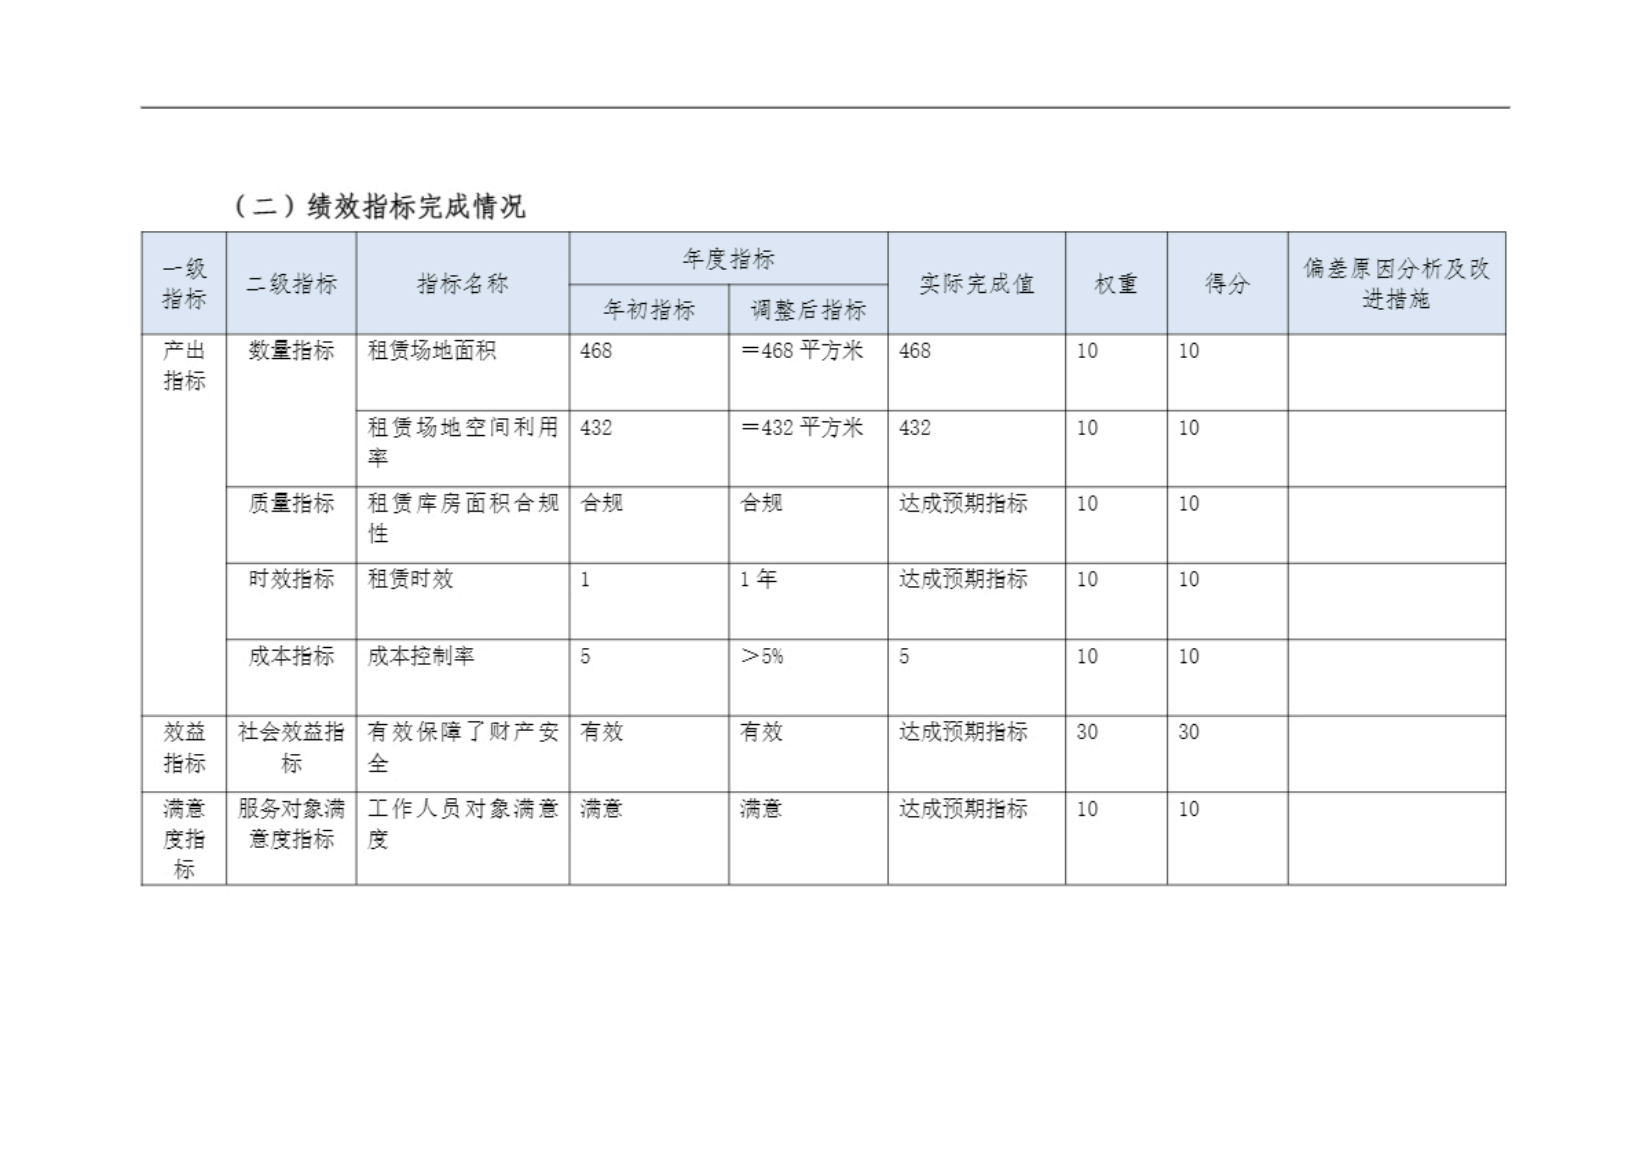 （二）绩效指标完成情况
一级
指标
二级指标
指标名称
年度指标
年初指标
调整后指标
实际完成值
权重
得分
偏差原因分析及改
进措施
产出
指标
数量指标
租赁场地面积
468
＝468 平方米
468
10
10
租赁场地空间利用
率
432
＝432 平方米
432
10
10
质量指标
租赁库房面积合规
性
合规
合规
达成预期指标
10
10
时效指标
租赁时效
1
1 年
达成预期指标
10
10
成本指标
成本控制率
5
＞5%
5
10
10
效益
指标
社会效益指
标
有效保障了财产安
全
有效
有效
达成预期指标
30
30
满意
度指
标
服务对象满
意度指标
工作人员对象满意
度
满意
满意
达成预期指标
10
10